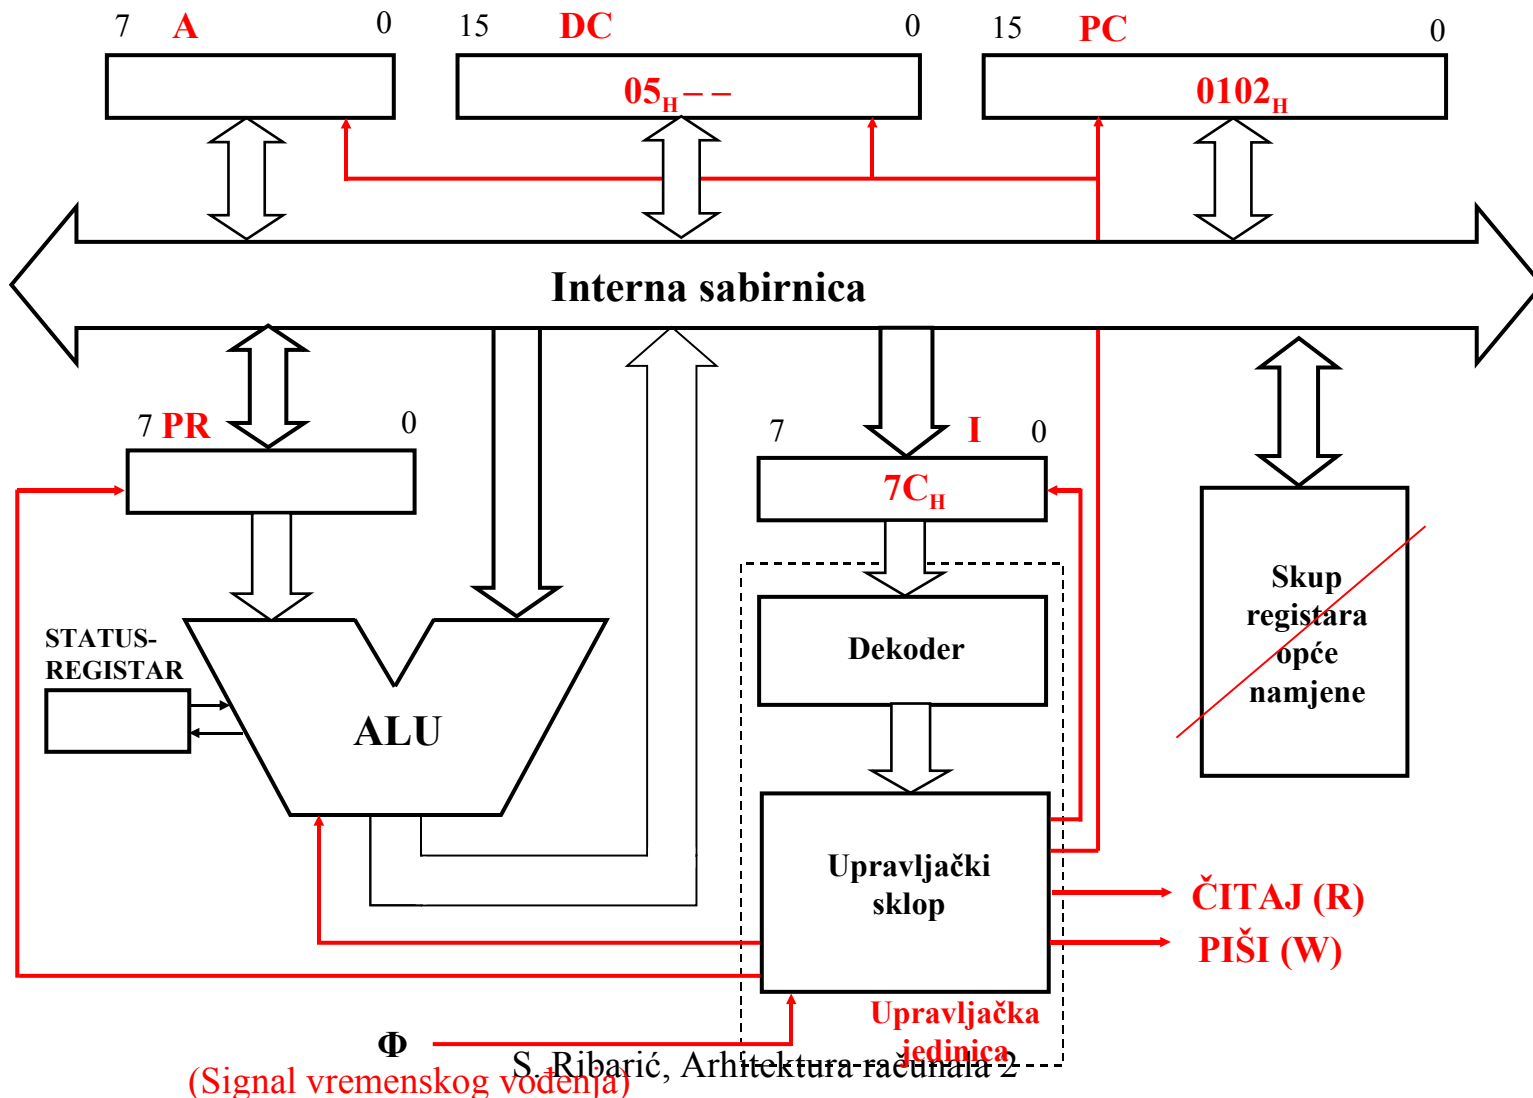 7 A 0
15 DC 0
15 PC 0
05H – –
0102H
Interna sabirnica
7 PR 0
7 I 0
7CH
STATUS-
REGISTAR
ALU
Dekoder
Skup
registara
opće
namjene
Upravljački
sklop
ČITAJ (R)
PIŠI (W)
Upravljačka
jedinica
Φ
(Signal vremenskog vođenja)
S. Ribarić, Arhitektura računala 2